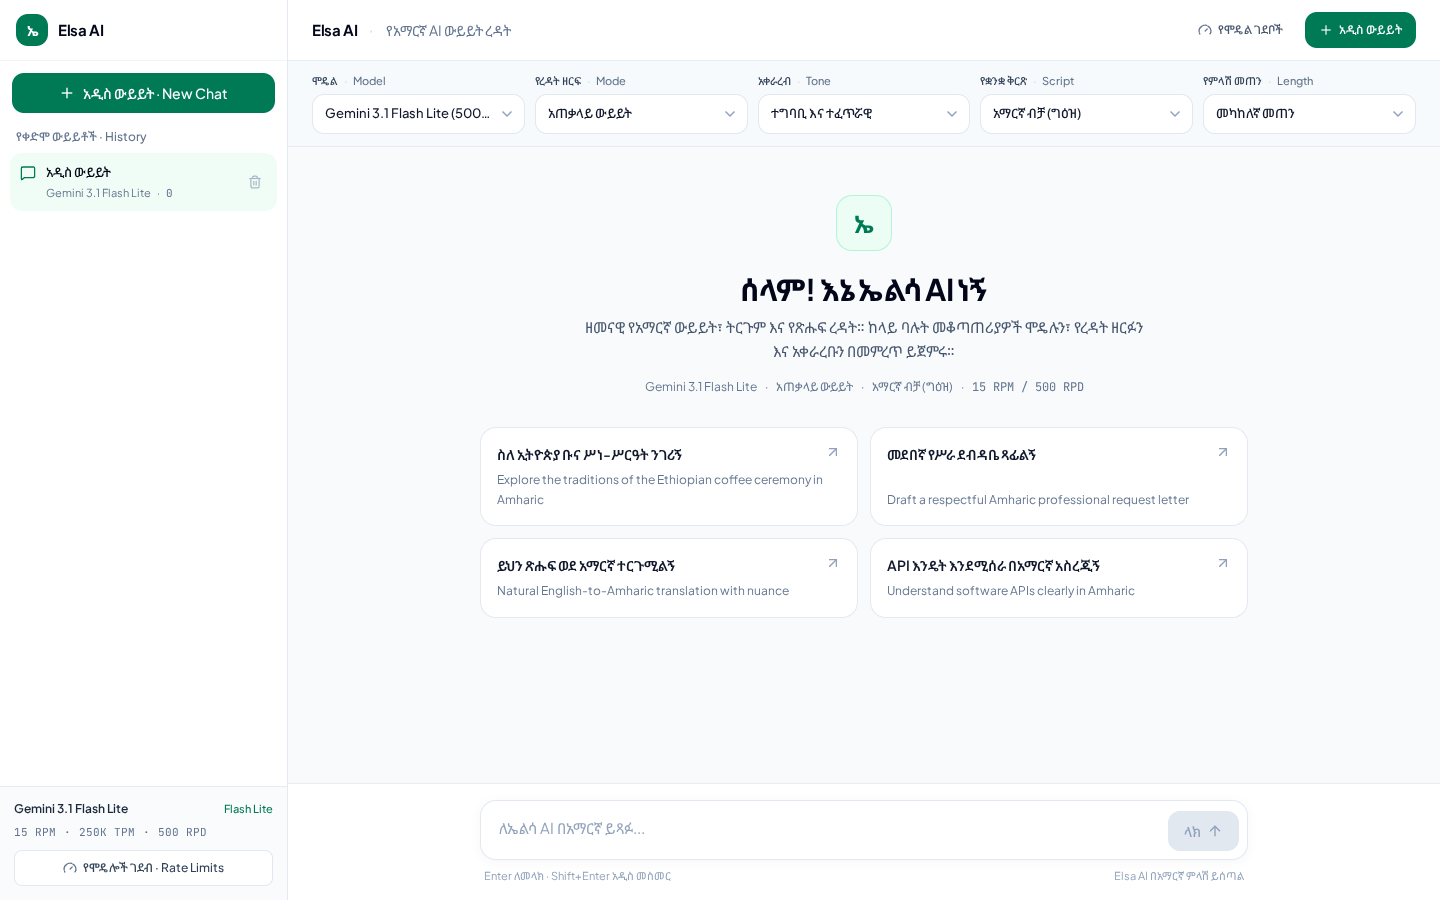 ኤ Elsa AI
አዲስ ውይይት · New Chat
የቀድሞ ውይይቶች · History
አዲስ ውይይት
Gemini 3.1 Flash Lite · 0
Gemini 3.1 Flash Lite Flash Lite
15 RPM · 250K TPM · 500 RPD
የሞዴሎች ገደብ · Rate Limits
Elsa AI · የአማርኛ AI ውይይት ረዳት
የሞዴል ገደቦች
አዲስ ውይይት
ሞዴል · Model
Gemini 3.1 Flash Lite (500...
የረዳት ዘርፍ · Mode
አጠቃላይ ውይይት
አቀራረብ · Tone
ተግባቢ እና ተፈጥሯዊ
የቋንቋ ቅርጽ · Script
አማርኛ ብቻ (ግዕዝ)
የምላሽ መጠን · Length
መካከለኛ መጠን
ኤ
ሰላም! እኔ ኤልሳ AI ነኝ
ዘመናዊ የአማርኛ ውይይት፣ ትርጉም እና የጽሑፍ ረዳት። ከላይ ባሉት መቆጣጠሪያዎች ሞዴሉን፣ የረዳት ዘርፉን
እና አቀራረቡን በመምረጥ ይጀምሩ።
Gemini 3.1 Flash Lite · አጠቃላይ ውይይት · አማርኛ ብቻ (ግዕዝ) · 15 RPM / 500 RPD
ስለ ኢትዮጵያ ቡና ሥነ-ሥርዓት ንገሪኝ
Explore the traditions of the Ethiopian coffee ceremony in
Amharic
መደበኛ የሥራ ደብዳቤ ጻፊልኝ
Draft a respectful Amharic professional request letter
ይህን ጽሑፍ ወደ አማርኛ ተርጉሚልኝ
Natural English-to-Amharic translation with nuance
API እንዴት እንደሚሰራ በአማርኛ አስረጂኝ
Understand software APIs clearly in Amharic
ለኤልሳ AI በአማርኛ ይጻፉ...
ላክ
Enter ለመላክ · Shift+Enter አዲስ መስመር
Elsa AI በአማርኛ ምላሽ ይሰጣል